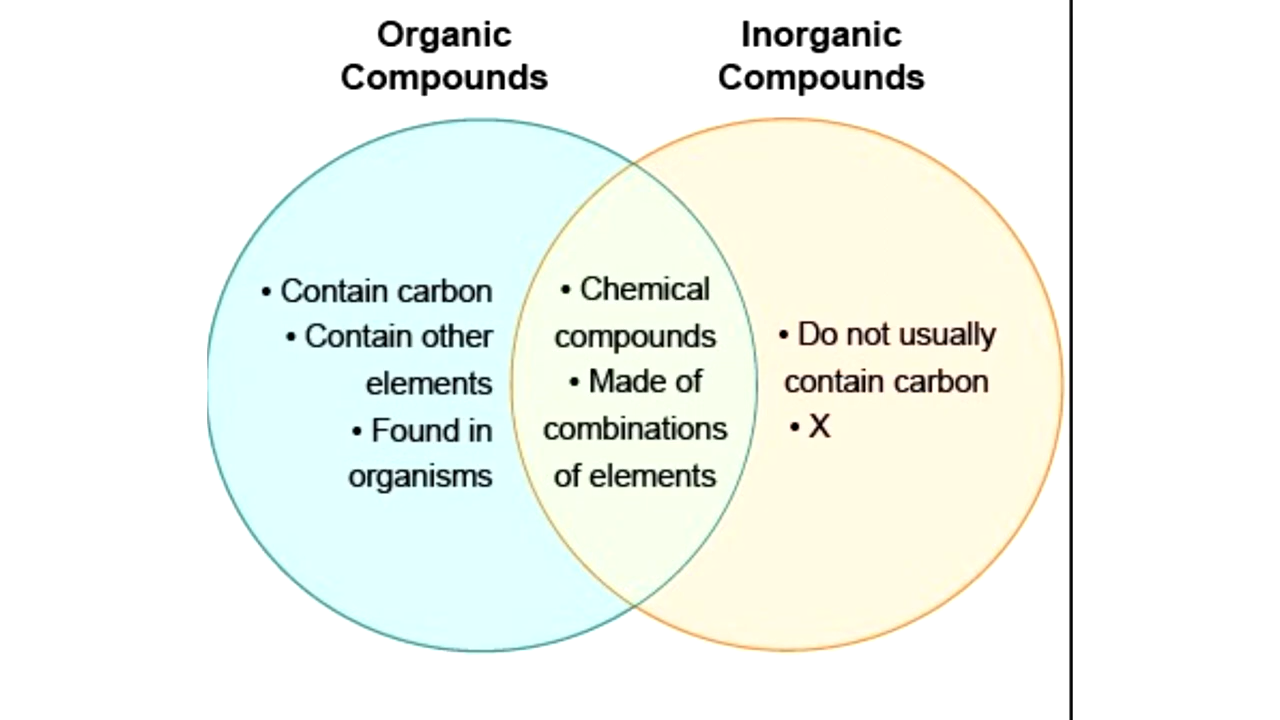 Organic
Compounds
Inorganic
Compounds
• Contain carbon
• Contain other
elements
• Found in
organisms
• Chemical
compounds
• Made of
combinations
of elements
• Do not usually
contain carbon
• X